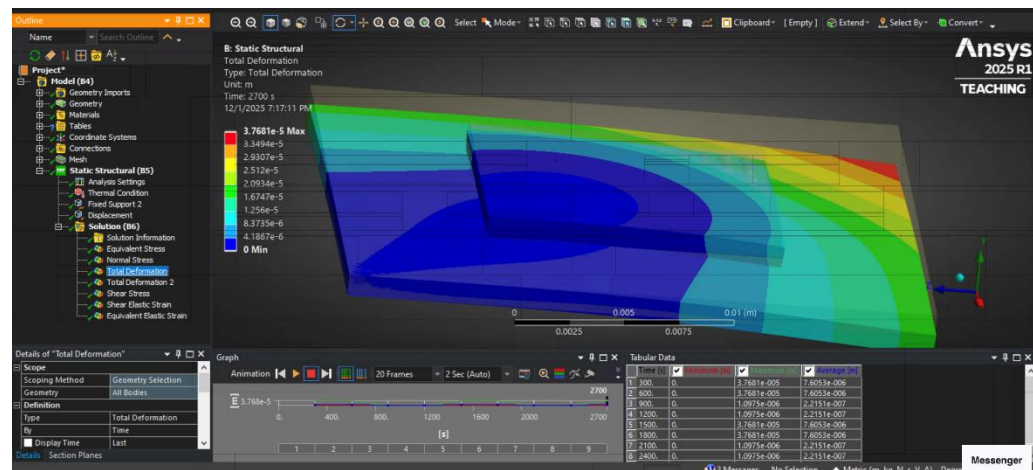 Outline
Name
Search Outline
Project*
Model (B4)
Geometry Imports
Geometry
Materials
Tables
Coordinate Systems
Connections
Mesh
Static Structural (B5)
Analysis Settings
Thermal Condition
Fixed Support 2
Displacement
Solution (B6)
Solution Information
Equivalent Stress
Normal Stress
Total Deformation
Total Deformation 2
Shear Stress
Shear Elastic Strain
Equivalent Elastic Strain
Select Mode Clipboard [ Empty ] Extend Select By Convert
B: Static Structural
Total Deformation
Type: Total Deformation
Unit: m
Time: 2700 s
12/1/2025 7:17:11 PM
3.7681e-5 Max
3.3494e-5
2.9307e-5
2.512e-5
2.0934e-5
1.6747e-5
1.256e-5
8.3735e-6
4.1867e-6
0 Min
Ansys
2025 R1
TEACHING
0 0.005 0.01 (m)
0.0025 0.0075
Details of "Total Deformation"
Scope
Scoping Method Geometry Selection
Geometry All Bodies
Definition
Type Total Deformation
By Time
Display Time Last
Details Section Planes
Graph
Animation 20 Frames 2 Sec (Auto)
2700
3.768e-5
0. 400. 800. 1200 1600 2000 2700
[s]
1 2 3 4 5 6 7 8 9
Tabular Data
Time [s] Minimum [m] Maximum [m] Average [m]
1 300. 0. 3.7681e-005 7.6053e-006
2 600. 0. 3.7681e-005 7.6053e-006
3 900. 0. 1.0975e-006 2.2151e-007
4 1200. 0. 1.0975e-006 2.2151e-007
5 1500. 0. 3.7681e-005 7.6053e-006
6 1800. 0. 3.7681e-005 7.6053e-006
7 2100. 0. 1.0975e-006 2.2151e-007
8 2400. 0. 1.0975e-006 2.2151e-007
Messages No Selection Metric (m, kg, N, s, V, A)
Messenger